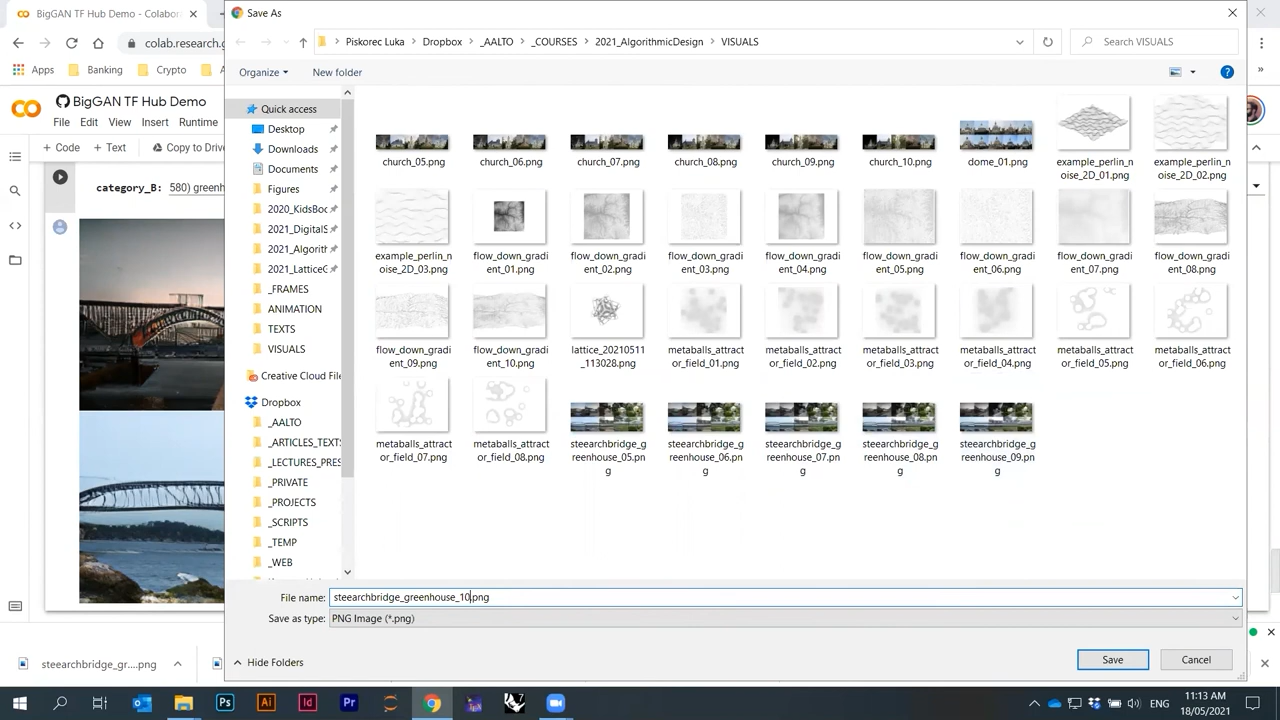 BigGAN TF Hub Demo - Colabora
Save As
colab.research.g
Piskorec Luka > Dropbox > _AALTO > _COURSES > 2021_AlgorithmicDesign > VISUALS
Search VISUALS
Apps
Banking
Crypto
Organize
New folder
BigGAN TF Hub Demo
File Edit View Insert Runtime
+ Code + Text Copy to Driv
category_B: 580) greenh
Quick access
Desktop
Downloads
Documents
Figures
2020_KidsBoc
2021_DigitalS
2021_Algorit
2021_LatticeC
_FRAMES
ANIMATION
TEXTS
VISUALS
Creative Cloud File
Dropbox
_AALTO
_ARTICLES_TEXT
_LECTURES_PRES
_PRIVATE
_PROJECTS
_SCRIPTS
_TEMP
_WEB
church_05.png
church_06.png
church_07.png
church_08.png
church_09.png
church_10.png
dome_01.png
example_perlin_n
oise_2D_01.png
example_perlin_n
oise_2D_02.png
example_perlin_n
oise_2D_03.png
flow_down_gradi
ent_01.png
flow_down_gradi
ent_02.png
flow_down_gradi
ent_03.png
flow_down_gradi
ent_04.png
flow_down_gradi
ent_05.png
flow_down_gradi
ent_06.png
flow_down_gradi
ent_07.png
flow_down_gradi
ent_08.png
flow_down_gradi
ent_09.png
flow_down_gradi
ent_10.png
lattice_20210511
_113028.png
metaballs_attract
or_field_01.png
metaballs_attract
or_field_02.png
metaballs_attract
or_field_03.png
metaballs_attract
or_field_04.png
metaballs_attract
or_field_05.png
metaballs_attract
or_field_06.png
metaballs_attract
or_field_07.png
metaballs_attract
or_field_08.png
steearchbridge_g
reenhouse_05.pn
g
steearchbridge_g
reenhouse_06.pn
g
steearchbridge_g
reenhouse_07.pn
g
steearchbridge_g
reenhouse_08.pn
g
steearchbridge_g
reenhouse_09.pn
g
File name: steearchbridge_greenhouse_10.png
Save as type: PNG Image (*.png)
Hide Folders
Save
Cancel
steearchbridge_gr....png
Ps
Ai
Id
Pr
ENG
11:13 AM
18/05/2021